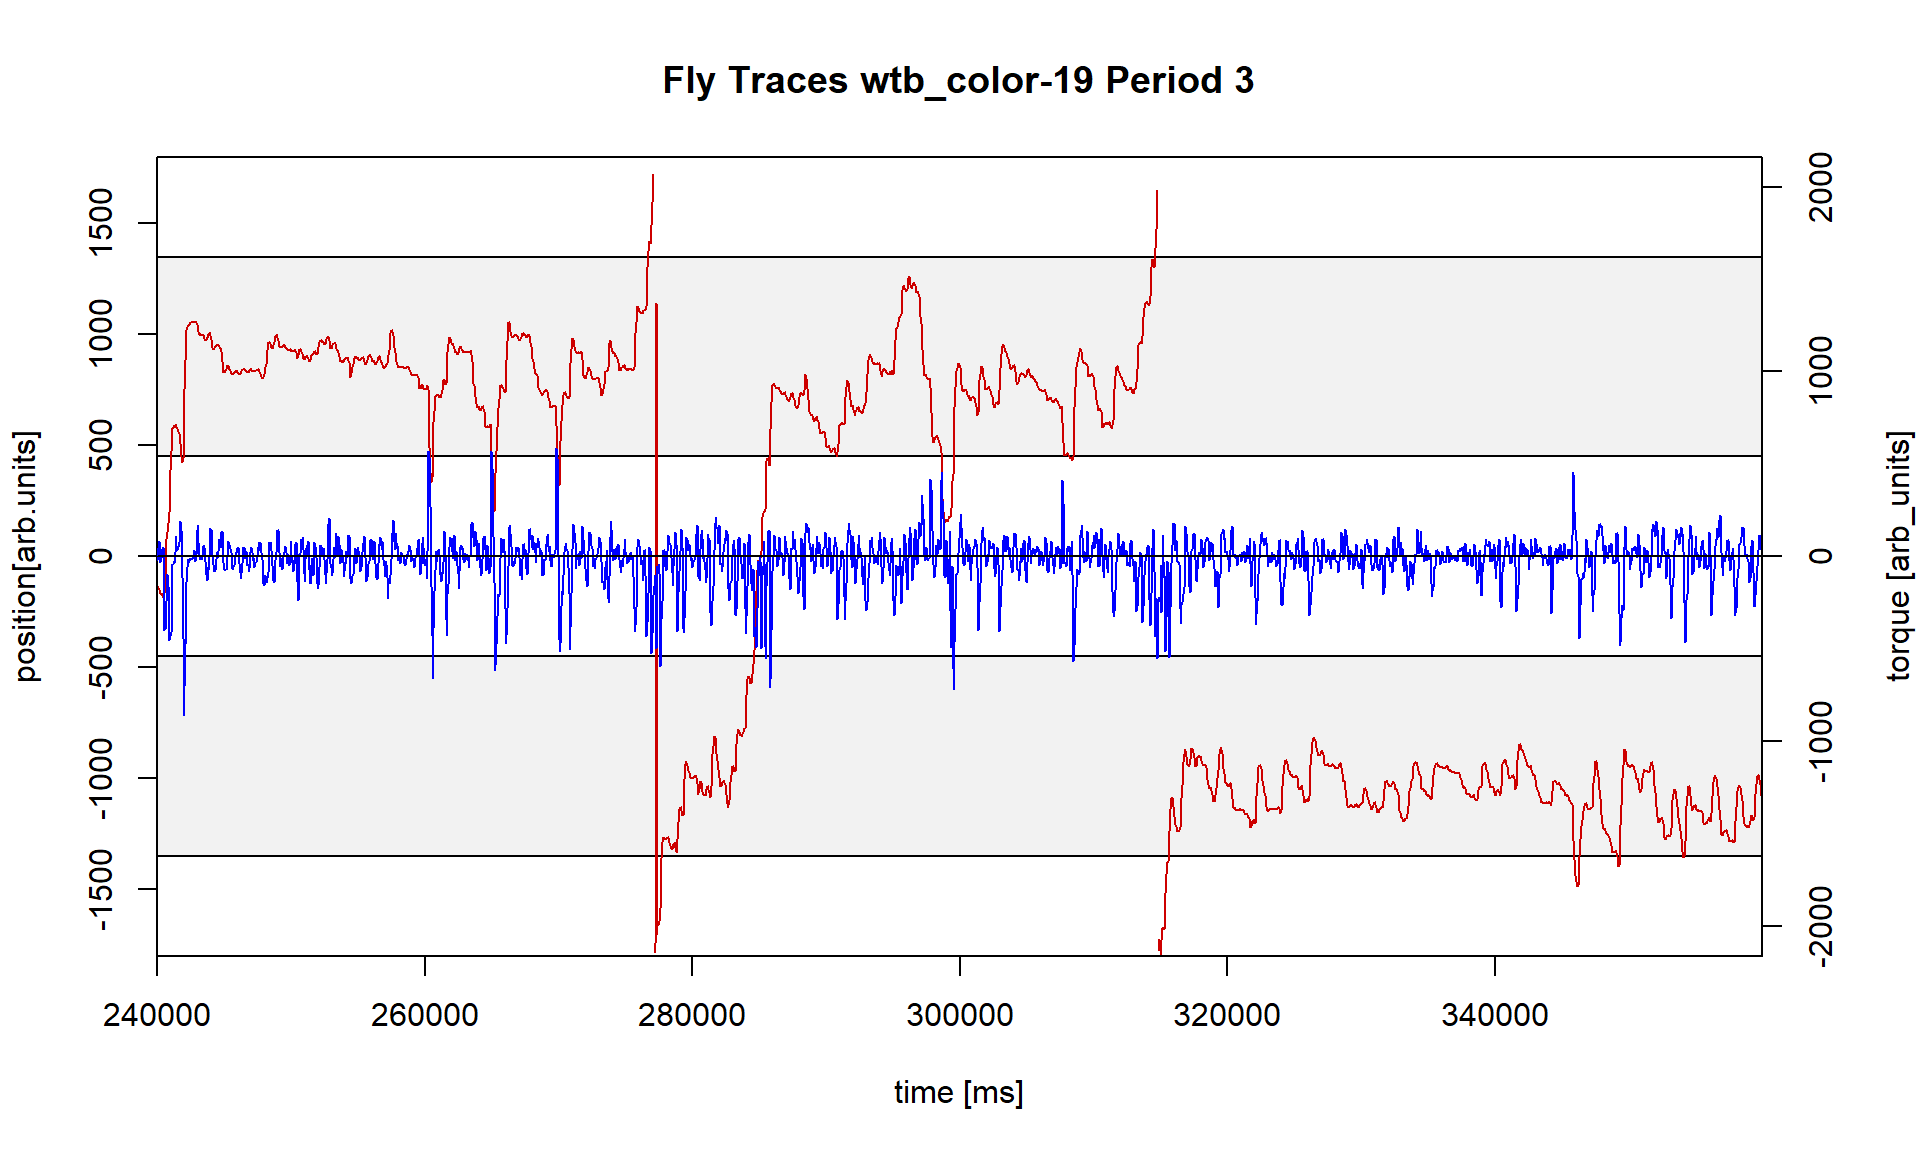 Fly Traces wtb_color-19 Period 3
position[arb.units]
1500
1000
500
0
-500
-1000
-1500
2000
1000
0
-1000
-2000
torque [arb_units]
240000 260000 280000 300000 320000 340000
time [ms]